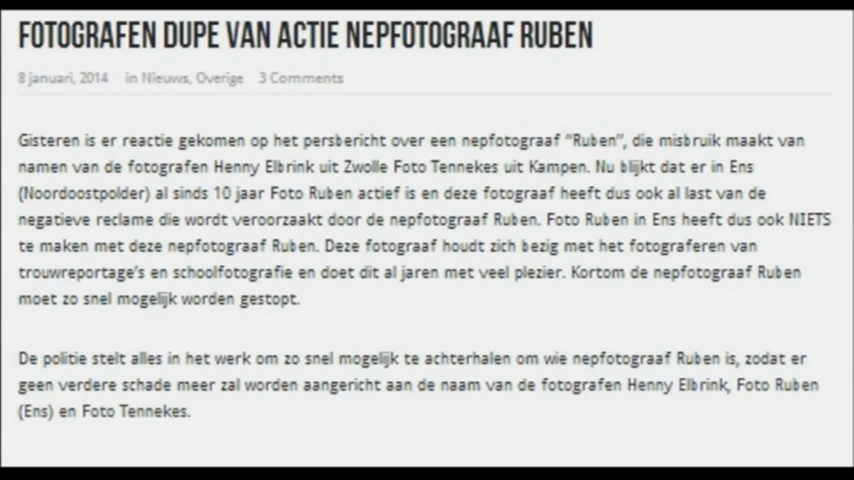 FOTOGRAFEN DUPE VAN ACTIE NEPFOTOGRAAF RUBEN
8 januari, 2014 in Nieuws, Overige 3 Comments
Gisteren is er reactie gekomen op het persbericht over een nepfotograaf “Ruben”, die misbruik maakt van
namen van de fotografen Henny Elbrink uit Zwolle Foto Tennekes uit Kampen. Nu blijkt dat er in Ens
(Noordoostpolder) al sinds 10 jaar Foto Ruben actief is en deze fotograaf heeft dus ook al last van de
negatieve reclame die wordt veroorzaakt door de nepfotograaf Ruben. Foto Ruben in Ens heeft dus ook NIETS
te maken met deze nepfotograaf Ruben. Deze fotograaf houdt zich bezig met het fotograferen van
trouwreportage’s en schoolfotografie en doet dit al jaren met veel plezier. Kortom de nepfotograaf Ruben
moet zo snel mogelijk worden gestopt.
De politie stelt alles in het werk om zo snel mogelijk te achterhalen om wie nepfotograaf Ruben is, zodat er
geen verdere schade meer zal worden aangericht aan de naam van de fotografen Henny Elbrink, Foto Ruben
(Ens) en Foto Tennekes.